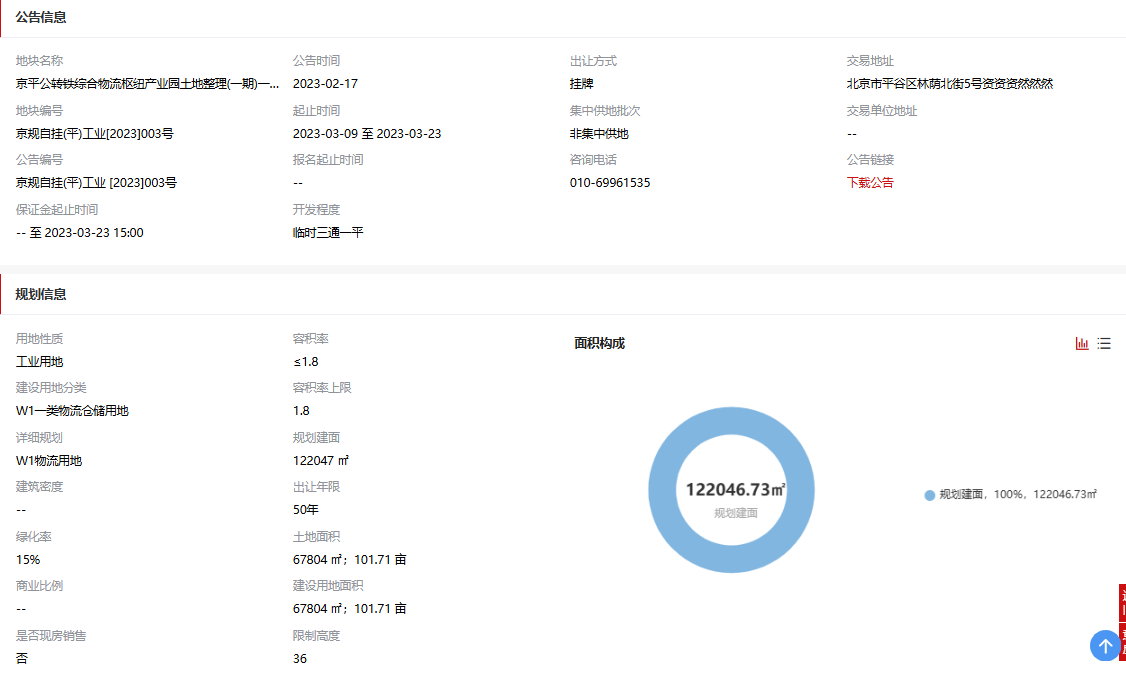 公告信息
地块名称
公告时间
出让方式
交易地址
京平公转铁综合物流枢纽产业园土地整理(一期)一...
2023-02-17
挂牌
北京市平谷区林荫北街5号资资资然然然
地块编号
起止时间
集中供地批次
交易单位地址
京规自挂(平)工业[2023]003号
2023-03-09 至 2023-03-23
非集中供地
--
公告编号
报名起止时间
咨询电话
公告链接
京规自挂(平)工业 [2023]003号
--
010-69961535
下载公告
保证金起止时间
开发程度
-- 至 2023-03-23 15:00
临时三通一平
规划信息
用地性质
容积率
工业用地
≤1.8
建设用地分类
容积率上限
W1一类物流仓储用地
1.8
详细规划
规划建面
W1物流用地
122047 ㎡
建筑密度
出让年限
--
50年
绿化率
土地面积
15%
67804 ㎡; 101.71 亩
商业比例
建设用地面积
--
67804 ㎡; 101.71 亩
是否现房销售
限制高度
否
36
面积构成
122046.73㎡
规划建面
规划建面，100%，122046.73㎡